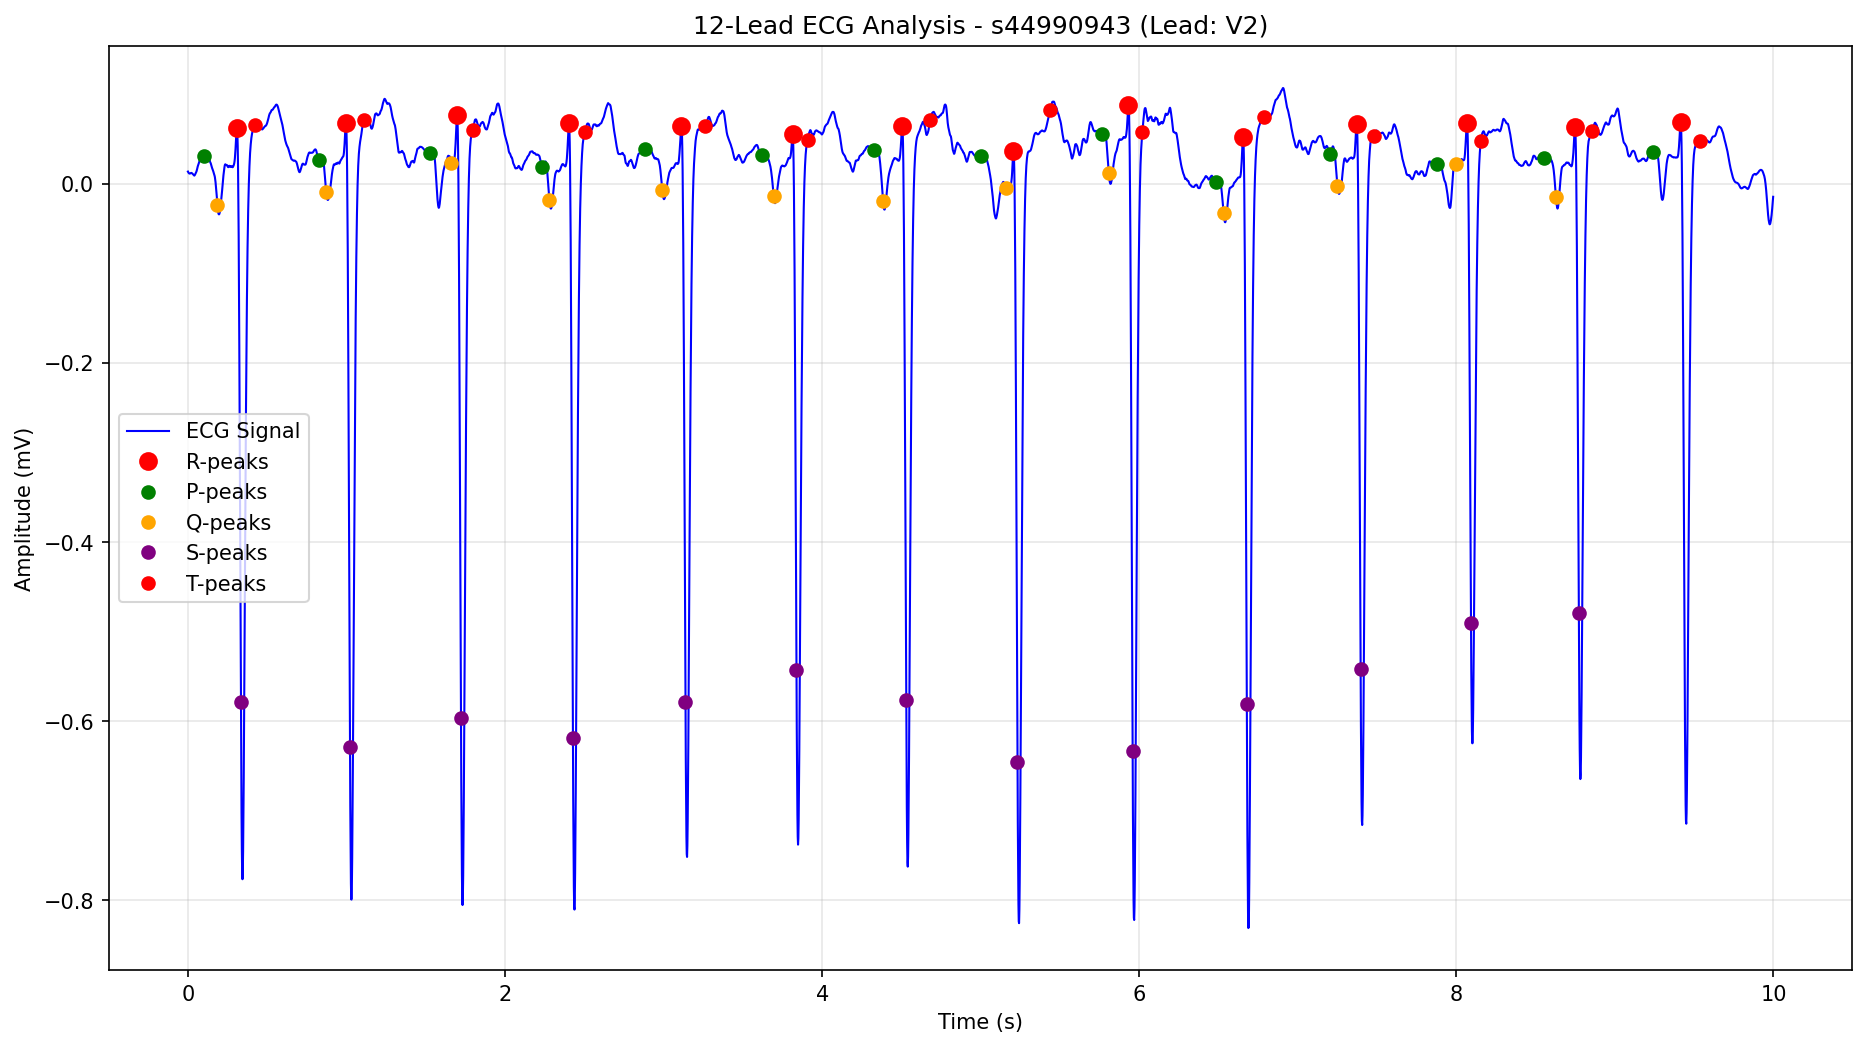 12-Lead ECG Analysis - s44990943 (Lead: V2)
Amplitude (mV)
0.0
−0.2
−0.4
−0.6
−0.8
ECG Signal
R-peaks
P-peaks
Q-peaks
S-peaks
T-peaks
0 2 4 6 8 10
Time (s)